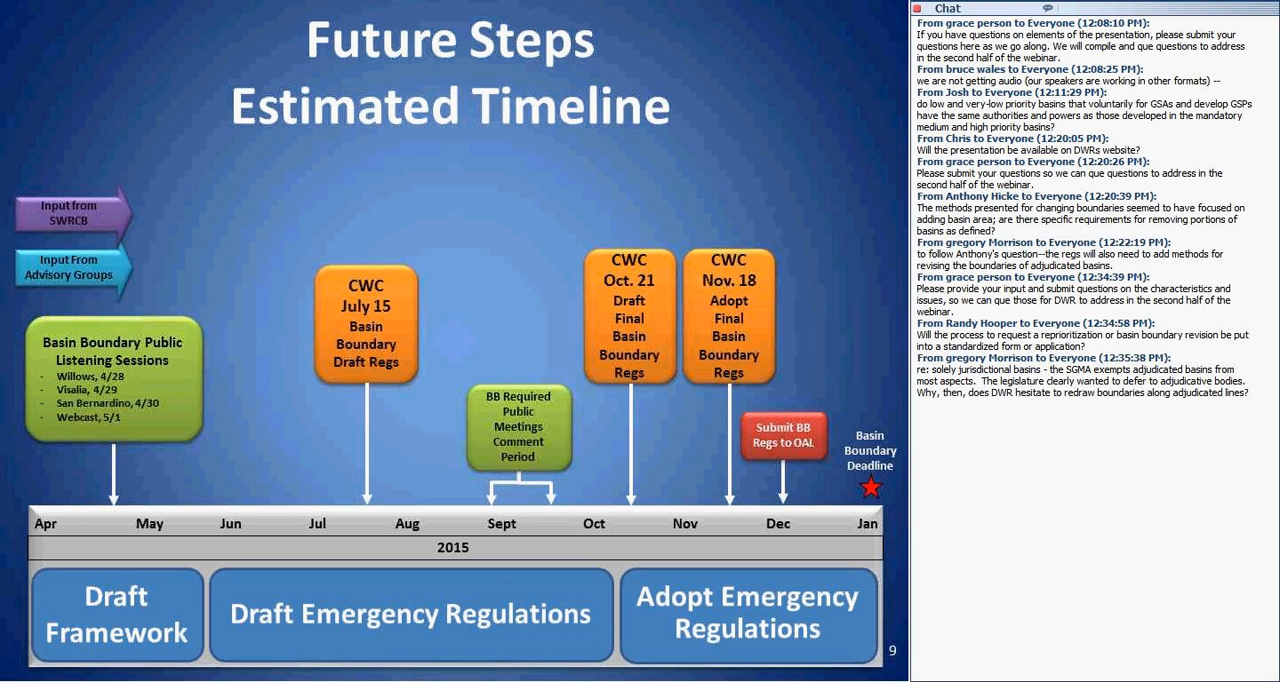 Future Steps
Estimated Timeline
Input from
SWRCB
Input From
Advisory Groups
Basin Boundary Public
Listening Sessions
- Willows, 4/28
- Visalia, 4/29
- San Bernardino, 4/30
- Webcast, 5/1
CWC
July 15
Basin
Boundary
Draft Regs
BB Required
Public
Meetings
Comment
Period
CWC
Oct. 21
Draft
Final
Basin
Boundary
Regs
CWC
Nov. 18
Adopt
Final
Basin
Boundary
Regs
Submit BB
Regs to OAL
Basin
Boundary
Deadline
Apr May Jun Jul Aug Sept Oct Nov Dec Jan
2015
Draft
Framework
Draft Emergency Regulations
Adopt Emergency
Regulations
9
Chat
From grace person to Everyone (12:08:10 PM):
If you have questions on elements of the presentation, please submit your
questions here as we go along. We will compile and que questions to address
in the second half of the webinar.
From bruce wales to Everyone (12:08:25 PM):
we are not getting audio (our speakers are working in other formats) --
From Josh to Everyone (12:11:29 PM):
do low and very-low priority basins that voluntarily for GSAs and develop GSPs
have the same authorities and powers as those developed in the mandatory
medium and high priority basins?
From Chris to Everyone (12:20:05 PM):
Will the presentation be available on DWRs website?
From grace person to Everyone (12:20:26 PM):
Please submit your questions so we can que questions to address in the
second half of the webinar.
From Anthony Hicke to Everyone (12:20:39 PM):
The methods presented for changing boundaries seemed to have focused on
adding basin area; are there specific requirements for removing portions of
basins as defined?
From gregory Morrison to Everyone (12:22:19 PM):
to follow Anthony's question--the regs will also need to add methods for
revising the boundaries of adjudicated basins.
From grace person to Everyone (12:34:39 PM):
Please provide your input and submit questions on the characteristics and
issues, so we can que those for DWR to address in the second half of the
webinar.
From Randy Hooper to Everyone (12:34:58 PM):
Will the process to request a reprioritization or basin boundary revision be put
into a standardized form or application?
From gregory Morrison to Everyone (12:35:38 PM):
re: solely jurisdictional basins - the SGMA exempts adjudicated basins from
most aspects. The legislature clearly wanted to defer to adjudicative bodies.
Why, then, does DWR hesitate to redraw boundaries along adjudicated lines?